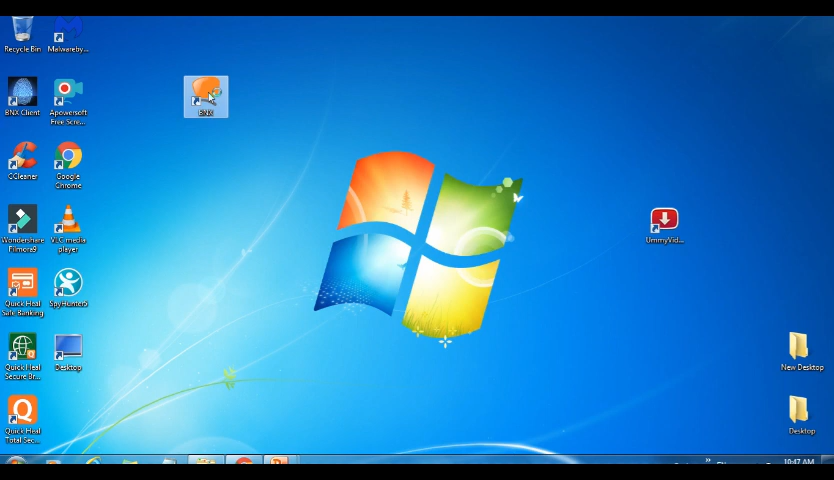 Recycle Bin
Malwareby...
BNX Client
Apowersoft
Free Scre...
BNX
CCleaner
Google
Chrome
Wondershare
Filmora9
VLC media
player
UmmyVid...
Quick Heal
Safe Banking
SpyHunter5
Quick Heal
Secure Br...
Desktop
New Desktop
Quick Heal
Total Sec...
Desktop
10:47 AM